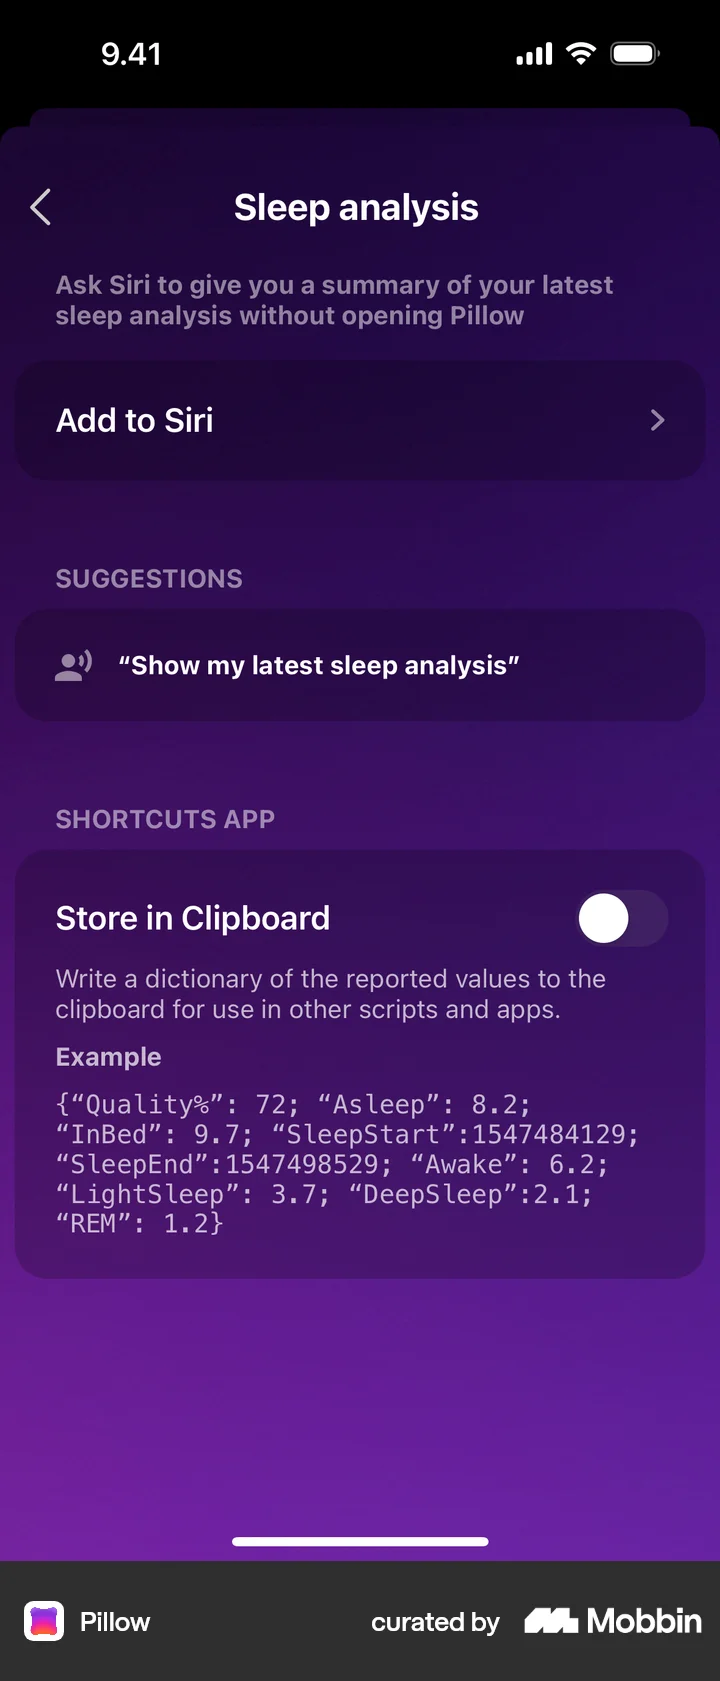 9.41
Sleep analysis
Ask Siri to give you a summary of your latest
sleep analysis without opening Pillow
Add to Siri
SUGGESTIONS
“Show my latest sleep analysis”
SHORTCUTS APP
Store in Clipboard
Write a dictionary of the reported values to the
clipboard for use in other scripts and apps.
Example
{“Quality%”: 72; “Asleep”: 8.2;
“InBed”: 9.7; “SleepStart”:1547484129;
“SleepEnd”:1547498529; “Awake”: 6.2;
“LightSleep”: 3.7; “DeepSleep”:2.1;
“REM”: 1.2}
Pillow
curated by Mobbin